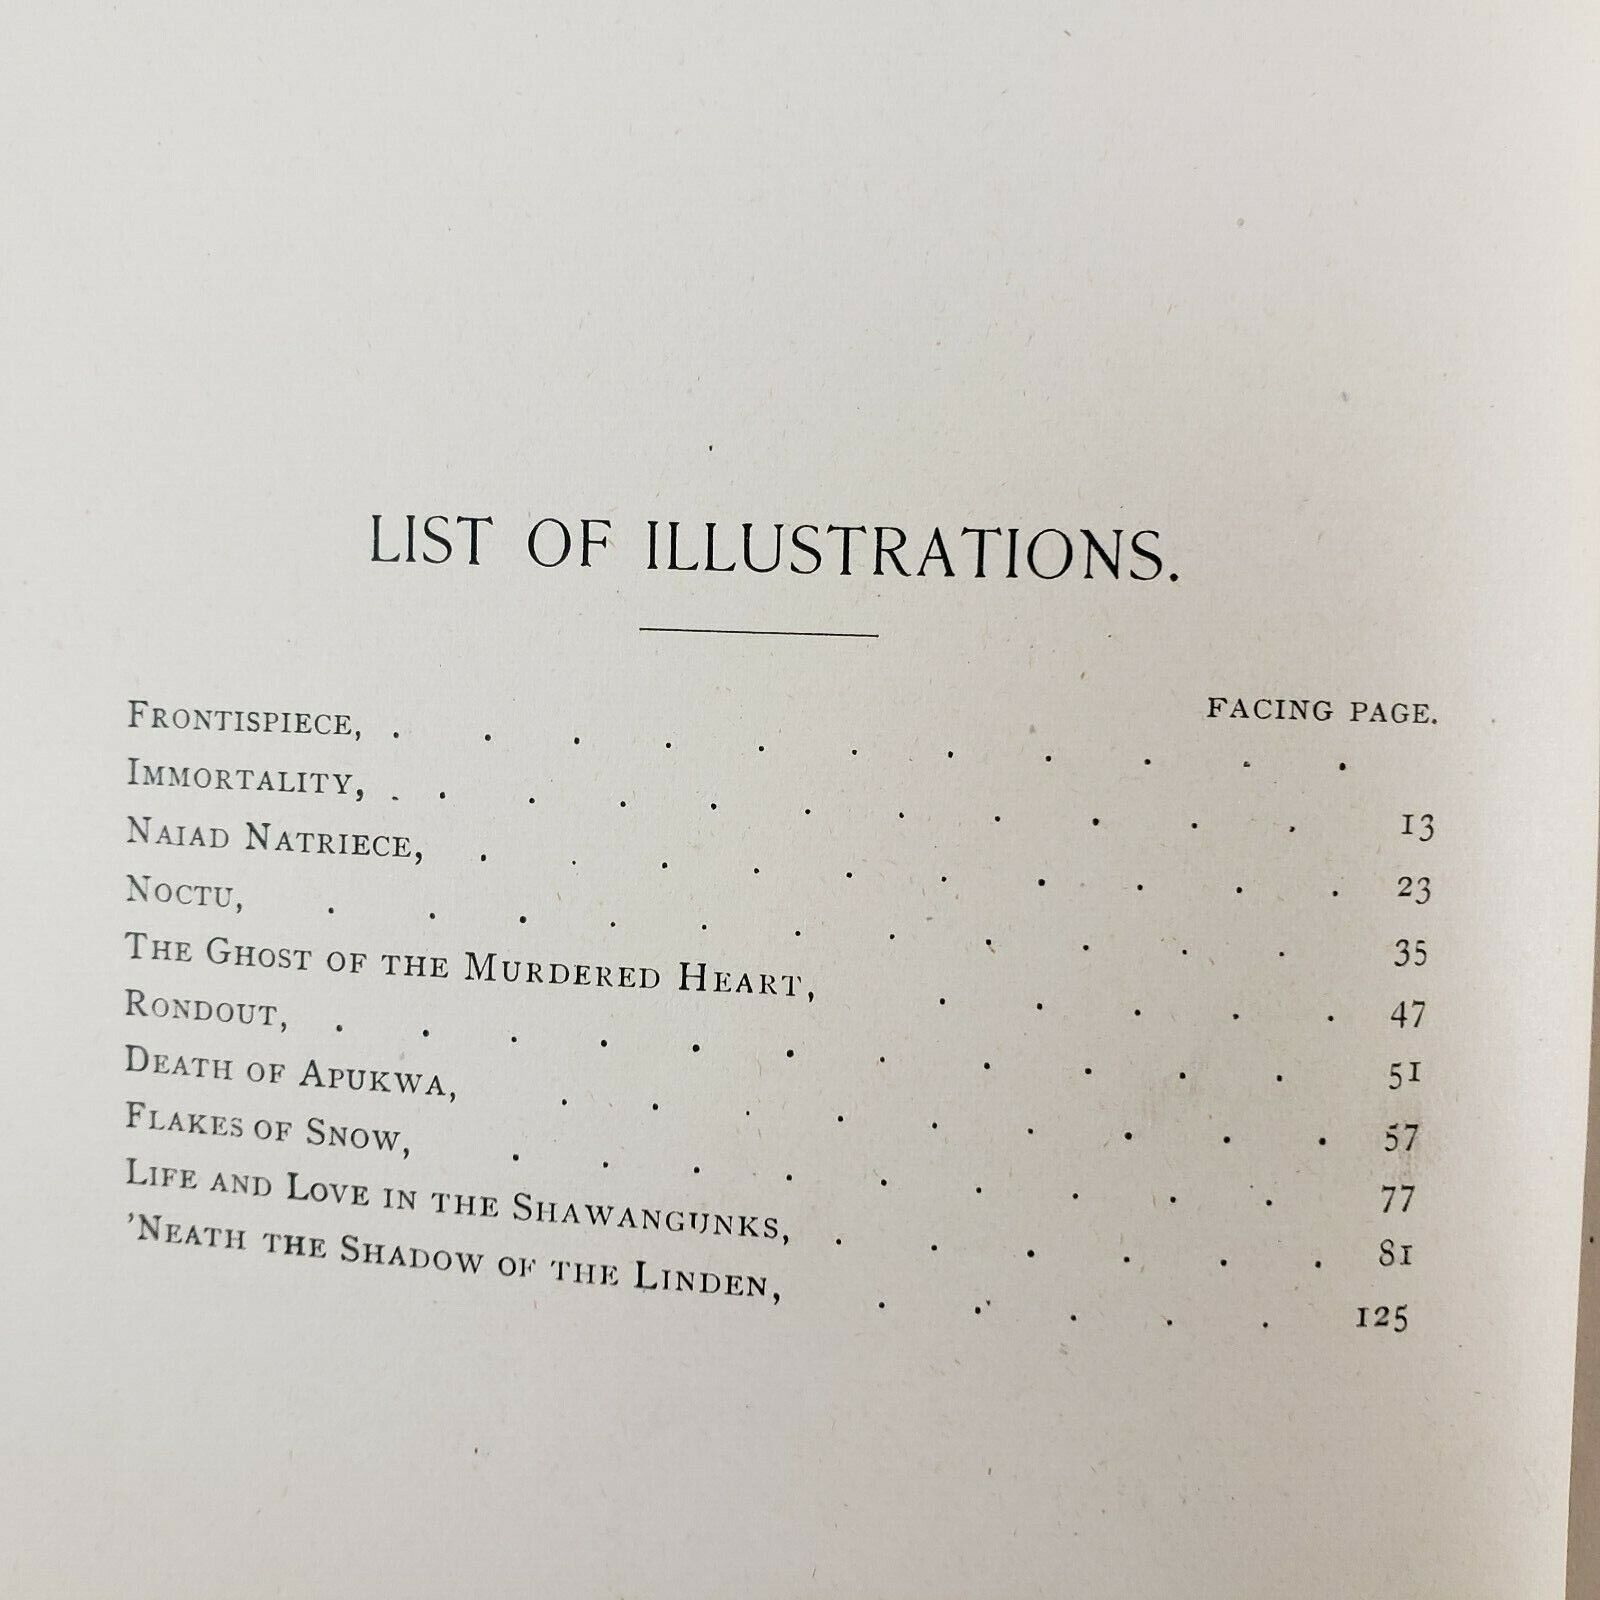 LIST OF ILLUSTRATIONS.
FACING PAGE.
FRONTISPIECE, . . . . . . . . . . .
IMMORTALITY, . . . . . . . . . . . 13
NAIAD NATRIECE, . . . . . . . . . . 23
NOCTU, . . . . . . . . . . . 35
THE GHOST OF THE MURDERED HEART, . . . . . 47
RONDOUT, . . . . . . . . . . . 51
DEATH OF APUKWA, . . . . . . . . . 57
FLAKES OF SNOW, . . . . . . . . . 77
LIFE AND LOVE IN THE SHAWANGUNKS, . . . . . . 81
'NEATH THE SHADOW OF THE LINDEN, . . . . . 125